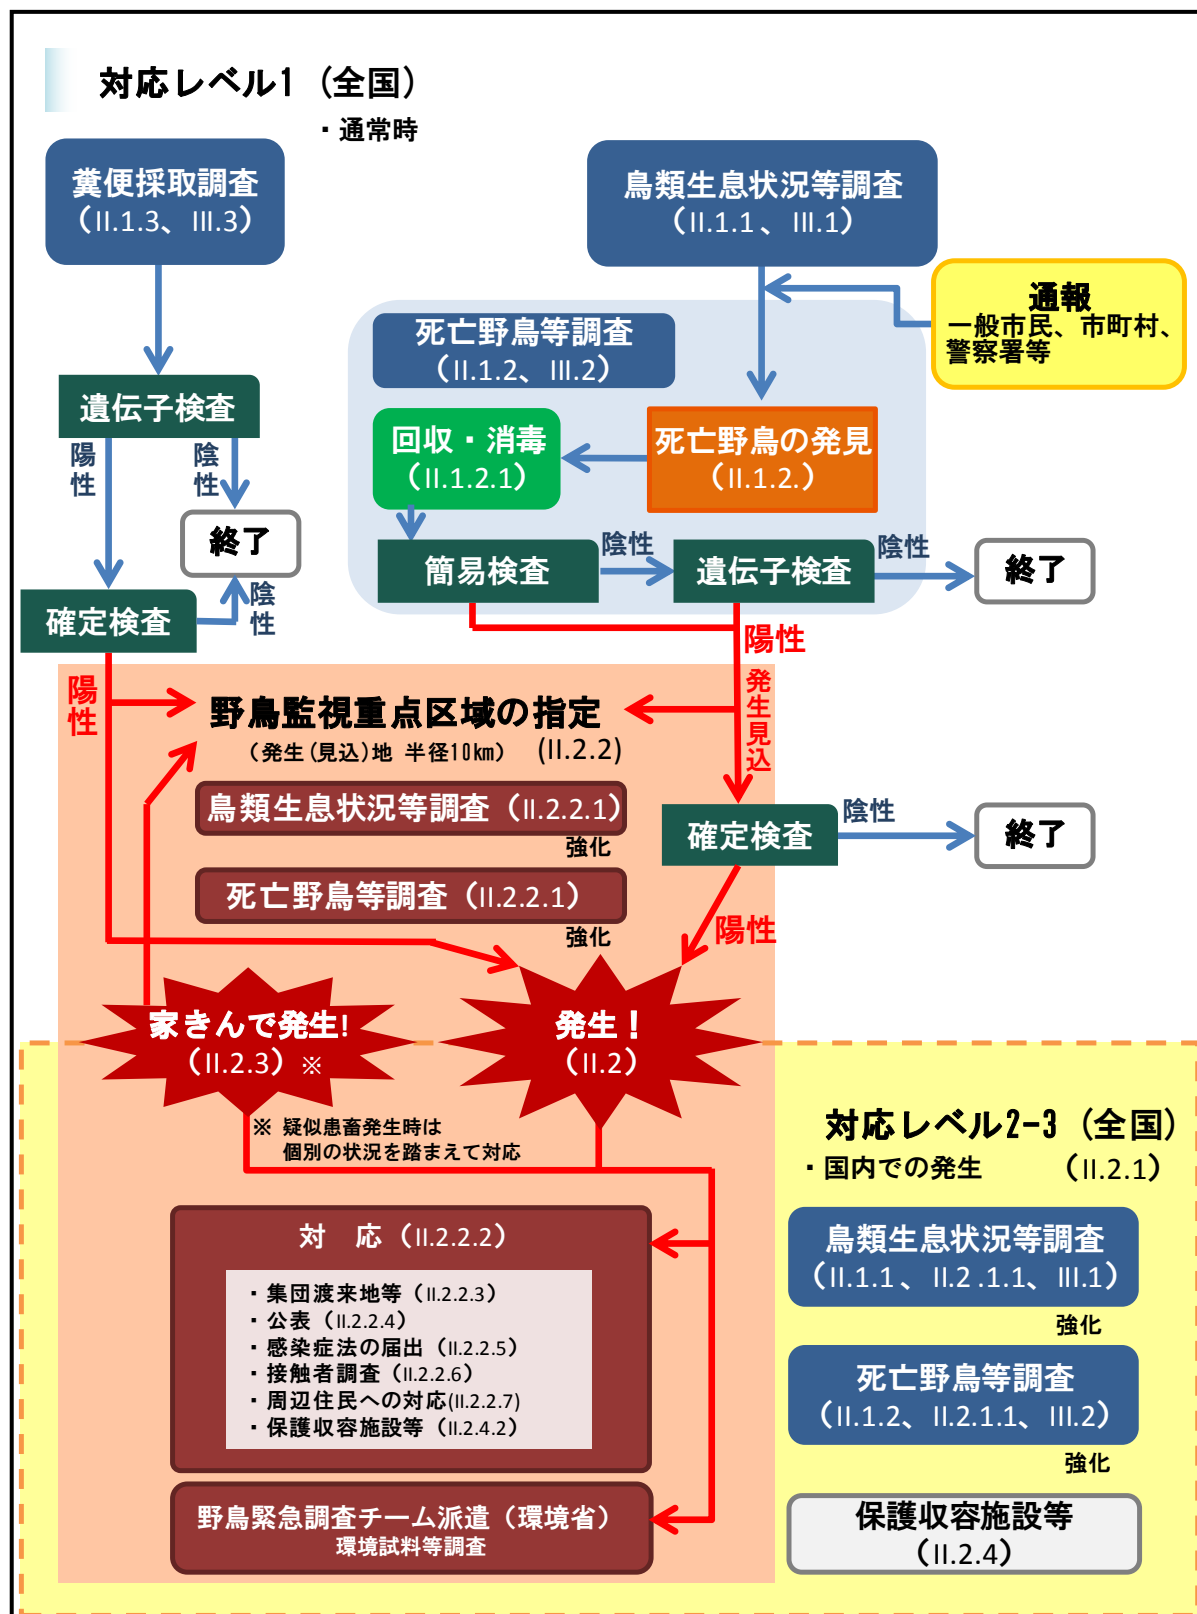 対応レベル1 (全国)
・通常時
糞便採取調査
(II.1.3、III.3)
鳥類生息状況等調査
(II.1.1 、III.1)
通報
一般市民、市町村、
警察署等
死亡野鳥等調査
(II.1.2、III.2)
遺伝子検査
陽性
陰性
回収・消毒
(II.1.2.1)
死亡野鳥の発見
(II.1.2.)
終了
簡易検査
陰性
遺伝子検査
陰性
終了
確定検査
陰性
陽性
陽性
発生見込
野鳥監視重点区域の指定
(発生(見込)地 半径10km) (II.2.2)
鳥類生息状況等調査(II.2.2.1)
強化
確定検査
陰性
終了
死亡野鳥等調査(II.2.2.1)
強化
陽性
家きんで発生!
(II.2.3) ※
発生!
(II.2)
※ 疑似患畜発生時は
個別の状況を踏まえて対応
対応レベル2-3 (全国)
・国内での発生 (II.2.1)
対 応(II.2.2.2)
・集団渡来地等(II.2.2.3)
・公表(II.2.2.4)
・感染症法の届出(II.2.2.5)
・接触者調査(II.2.2.6)
・周辺住民への対応(II.2.2.7)
・保護収容施設等(II.2.4.2)
鳥類生息状況等調査
(II.1.1 、II.2 .1.1、III.1)
強化
死亡野鳥等調査
(II.1.2、II.2.1.1、III.2)
強化
野鳥緊急調査チーム派遣(環境省)
環境試料等調査
保護収容施設等
(II.2.4)